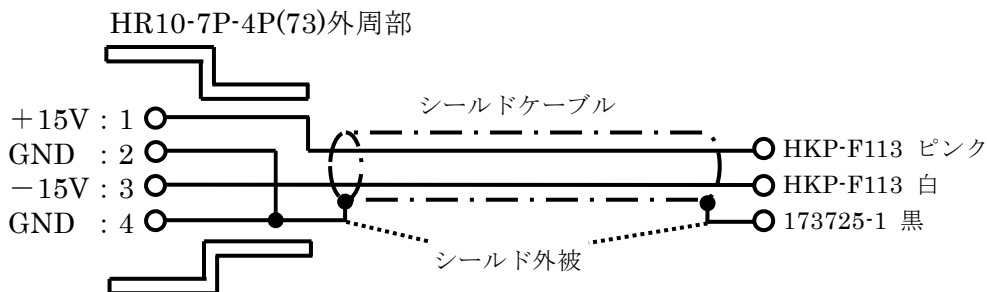 HR10-7P-4P(73)外周部
シールドケーブル
+15V : 1
GND : 2
-15V : 3
GND : 4
HKP-F113 ピンク
HKP-F113 白
173725-1 黒
シールド外被